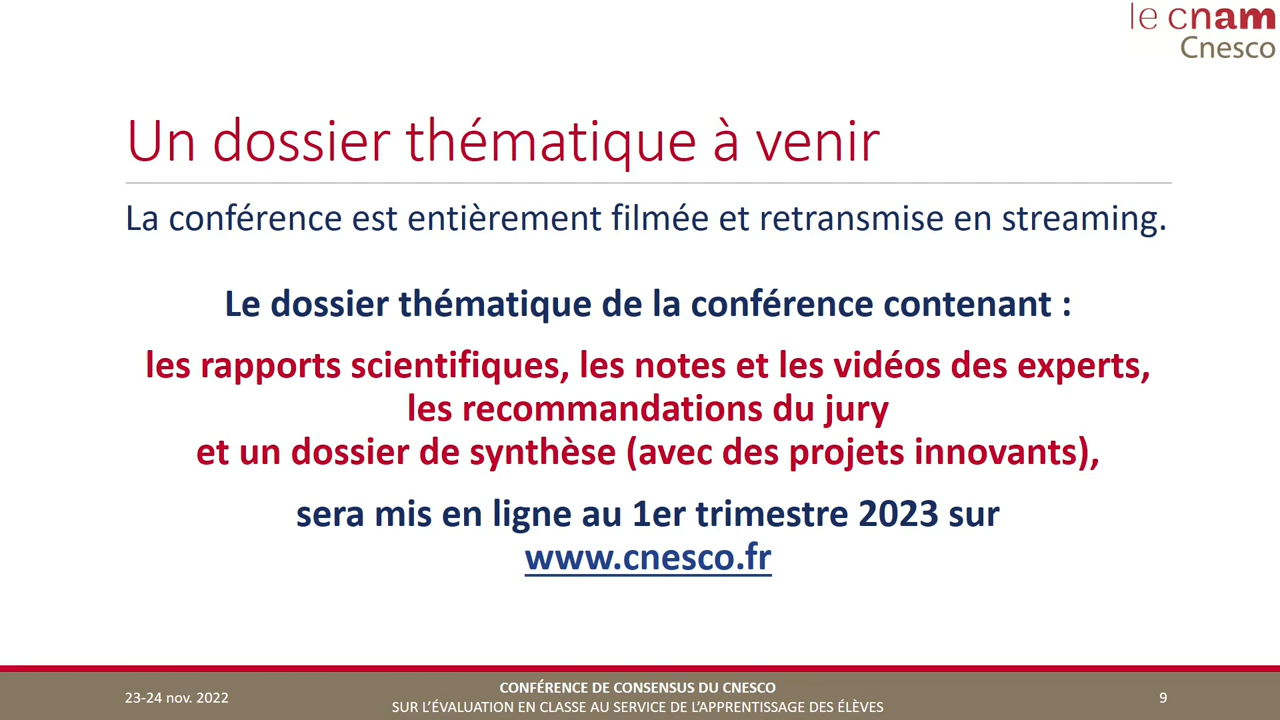 le cnam
Cnesco
Un dossier thématique à venir
La conférence est entièrement filmée et retransmise en streaming.
Le dossier thématique de la conférence contenant :
les rapports scientifiques, les notes et les vidéos des experts,
les recommandations du jury
et un dossier de synthèse (avec des projets innovants),
sera mis en ligne au 1er trimestre 2023 sur
www.cnesco.fr
23-24 nov. 2022
CONFÉRENCE DE CONSENSUS DU CNESCO
SUR L’ÉVALUATION EN CLASSE AU SERVICE DE L’APPRENTISSAGE DES ÉLÈVES
9